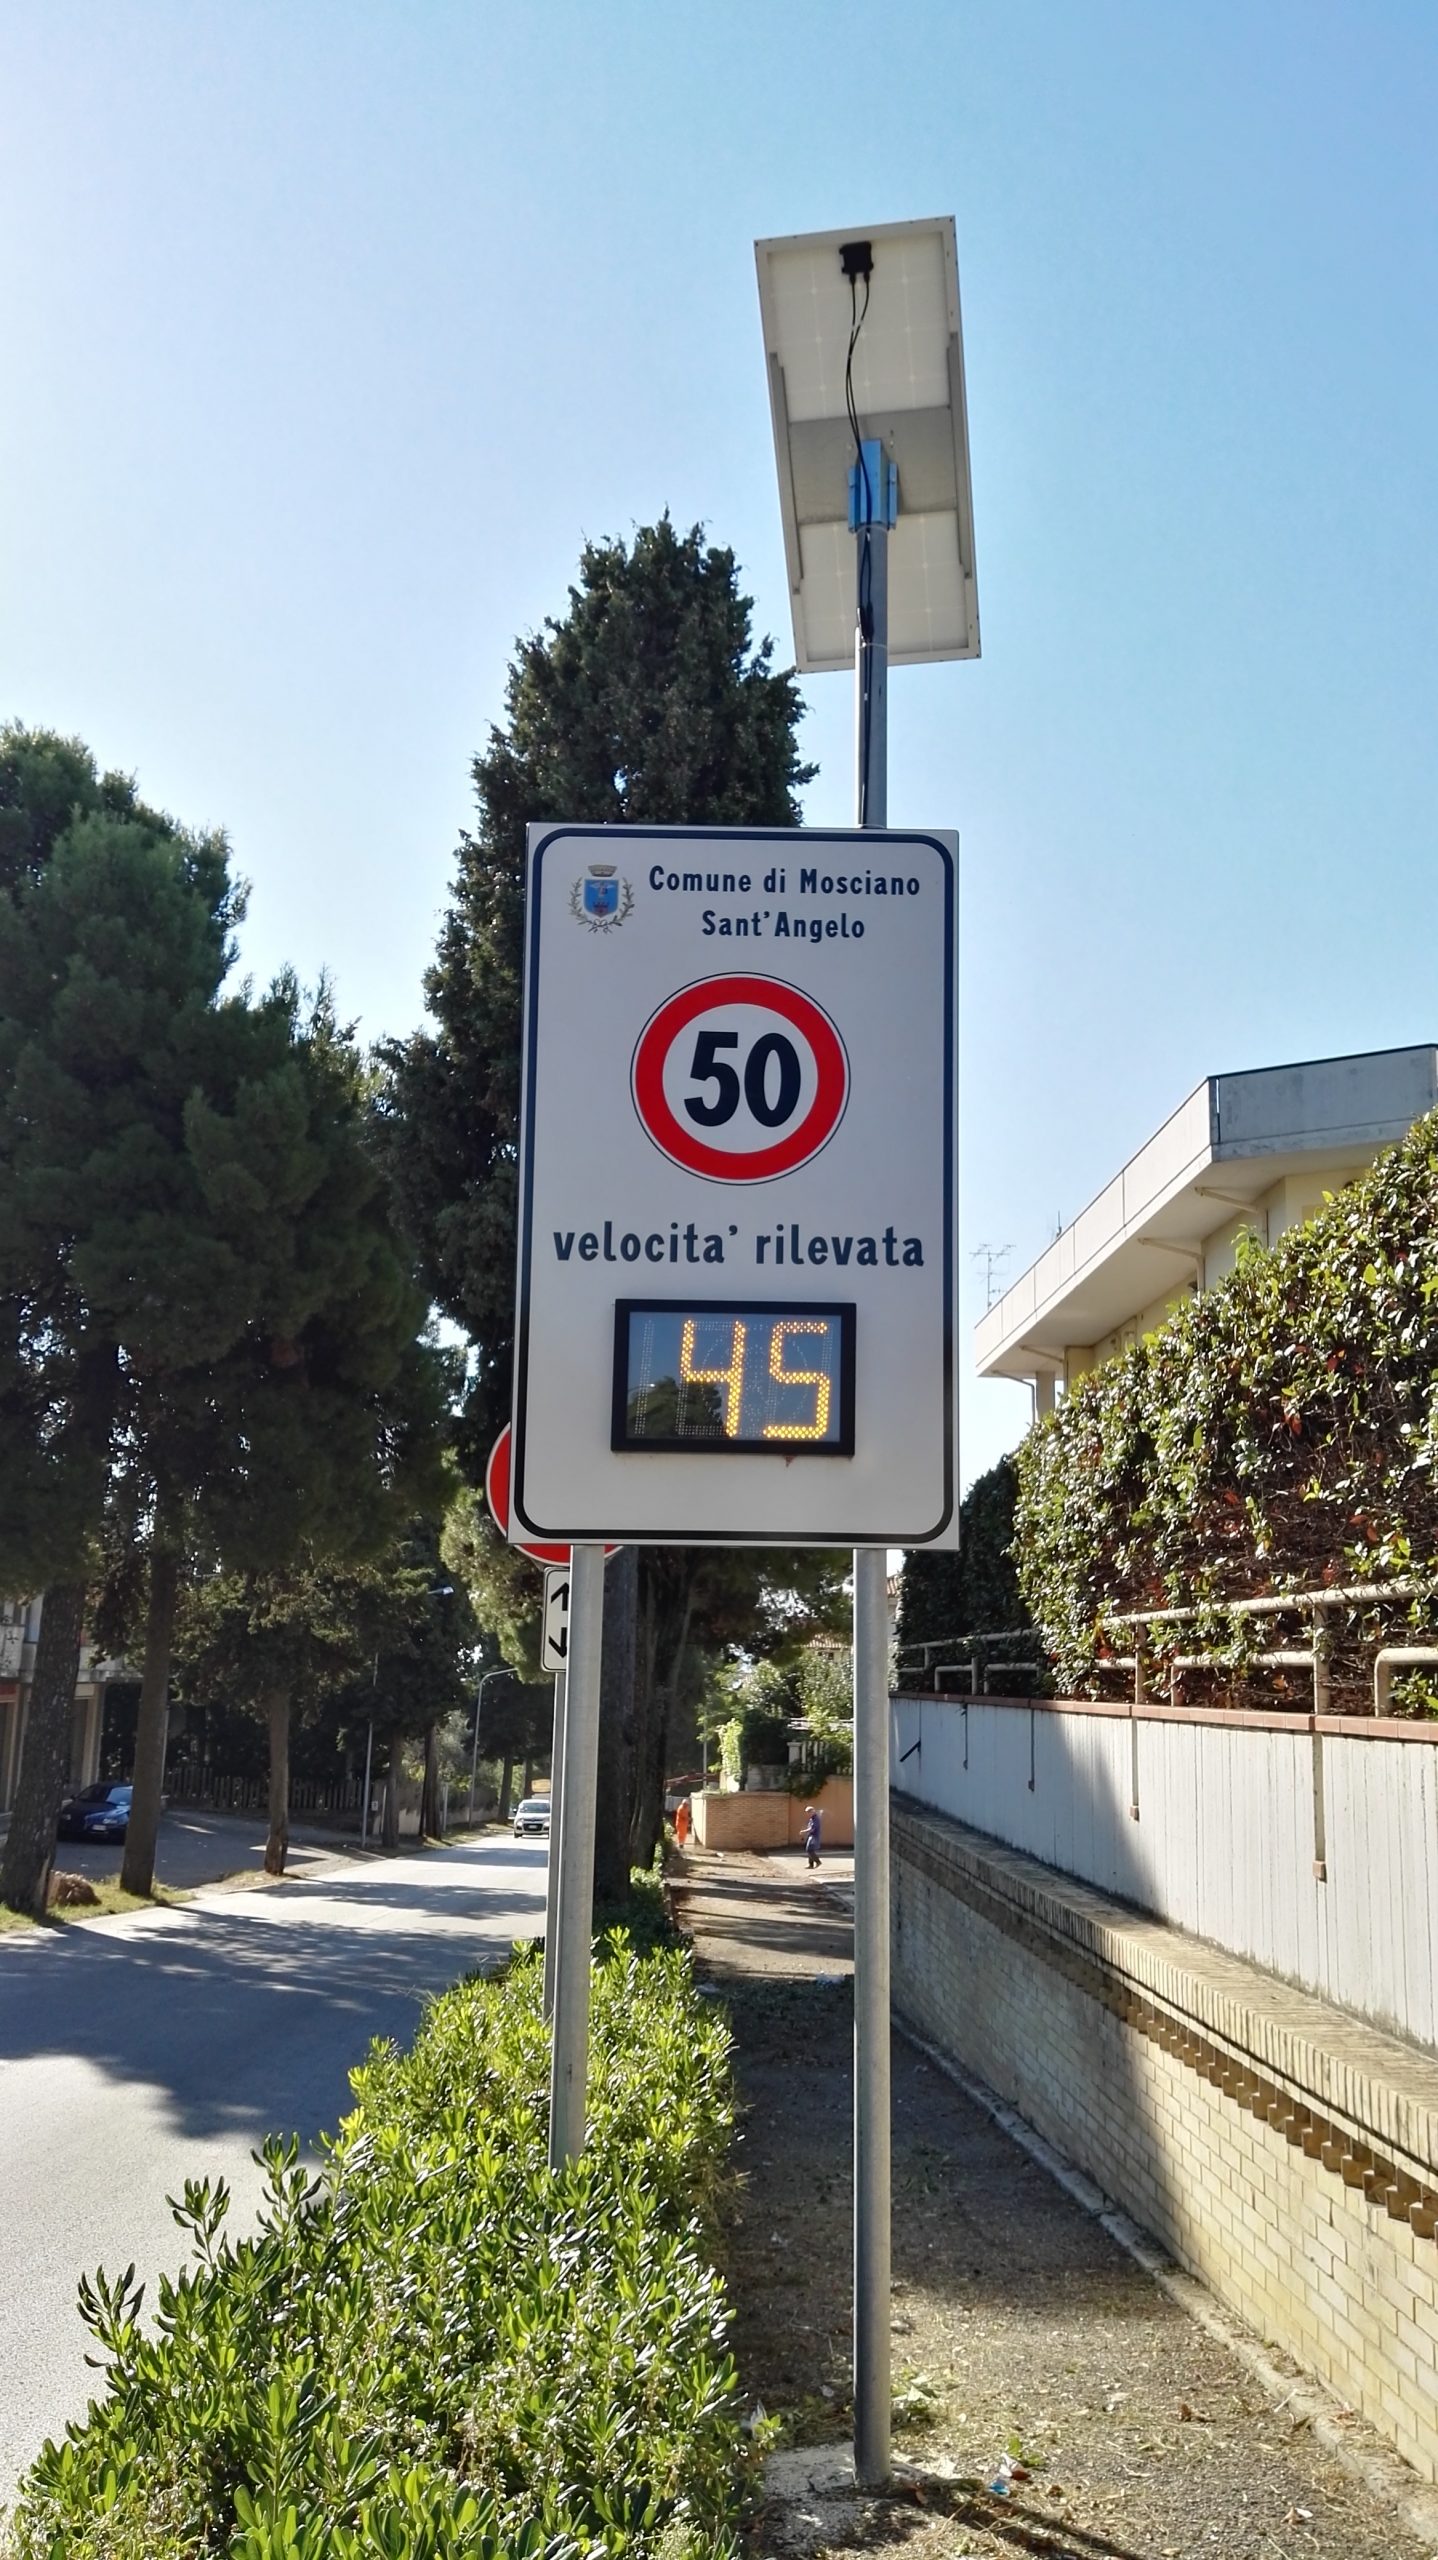 Comune di Mosciano
Sant'Angelo
50
velocita' rilevata
45